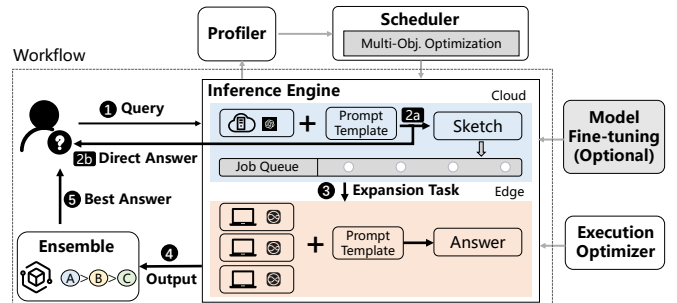 Scheduler
Profiler
Multi-Obj. Optimization
Workflow
Inference Engine
Cloud
1 Query
Prompt
Template
2a
Sketch
Model
Fine-tuning
(Optional)
?
2b Direct Answer
Job Queue
3 Expansion Task
Edge
5 Best Answer
Ensemble
A>B>C
4
Output
Prompt
Template
Answer
Execution
Optimizer